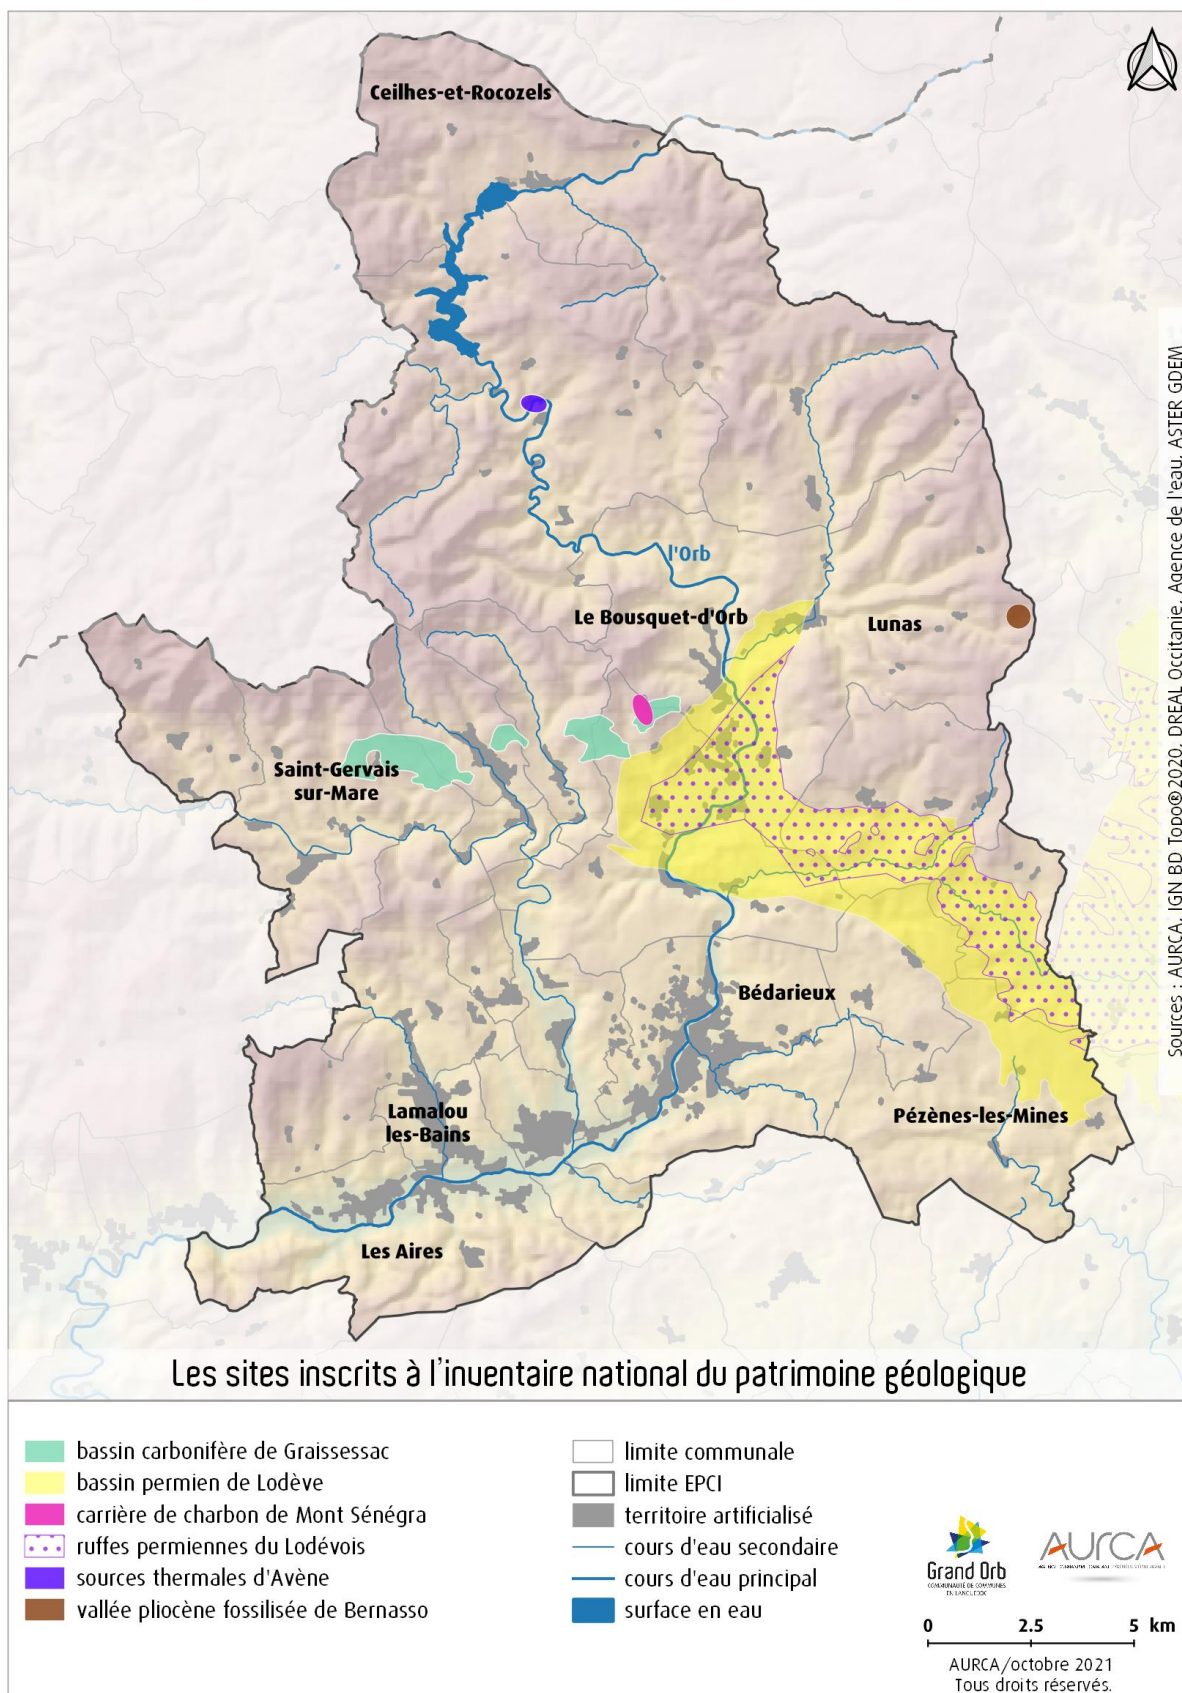 Ceilhes-et-Rocozels
l'Orb
Le Bousquet-d'Orb
Lunas
Saint-Gervais
sur-Mare
Bédarieux
Lamalou
les-Bains
Pézènes-les-Mines
Les Aires
Sources : AURCA, IGN BD Topo®2020, DREAL Occitanie, Agence de l'eau, ASTER GDEM
Les sites inscrits à l'inventaire national du patrimoine géologique
bassin carbonifère de Graissessac
bassin permien de Lodève
carrière de charbon de Mont Sénégra
ruffes permiennes du Lodévois
sources thermales d'Avène
vallée pliocène fossilisée de Bernasso
limite communale
limite EPCI
territoire artificialisé
cours d'eau secondaire
cours d'eau principal
surface en eau
Grand Orb
COMMUNAUTÉ DE COMMUNES
EN LANGUEDOC
AURCA
0 2.5 5 km
AURCA/octobre 2021
Tous droits réservés.